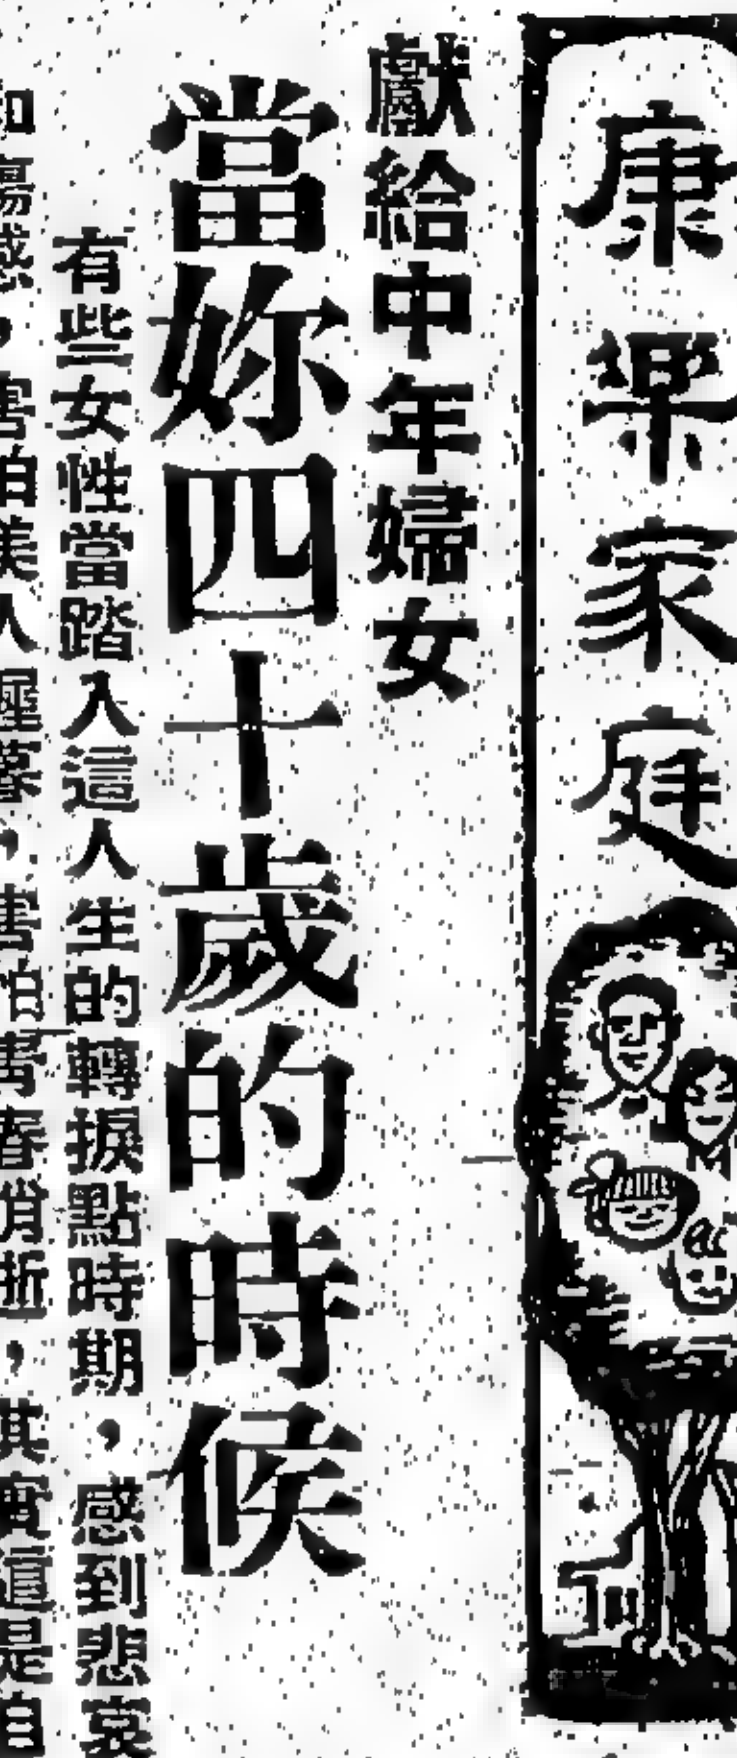 康樂家庭
獻給中年婦女
當妳四十歲的時候
有些女性當踏入這人生的轉捩點時期，感到悲哀
和傷感，害怕美人遲暮，害怕青春消逝，其實這是自